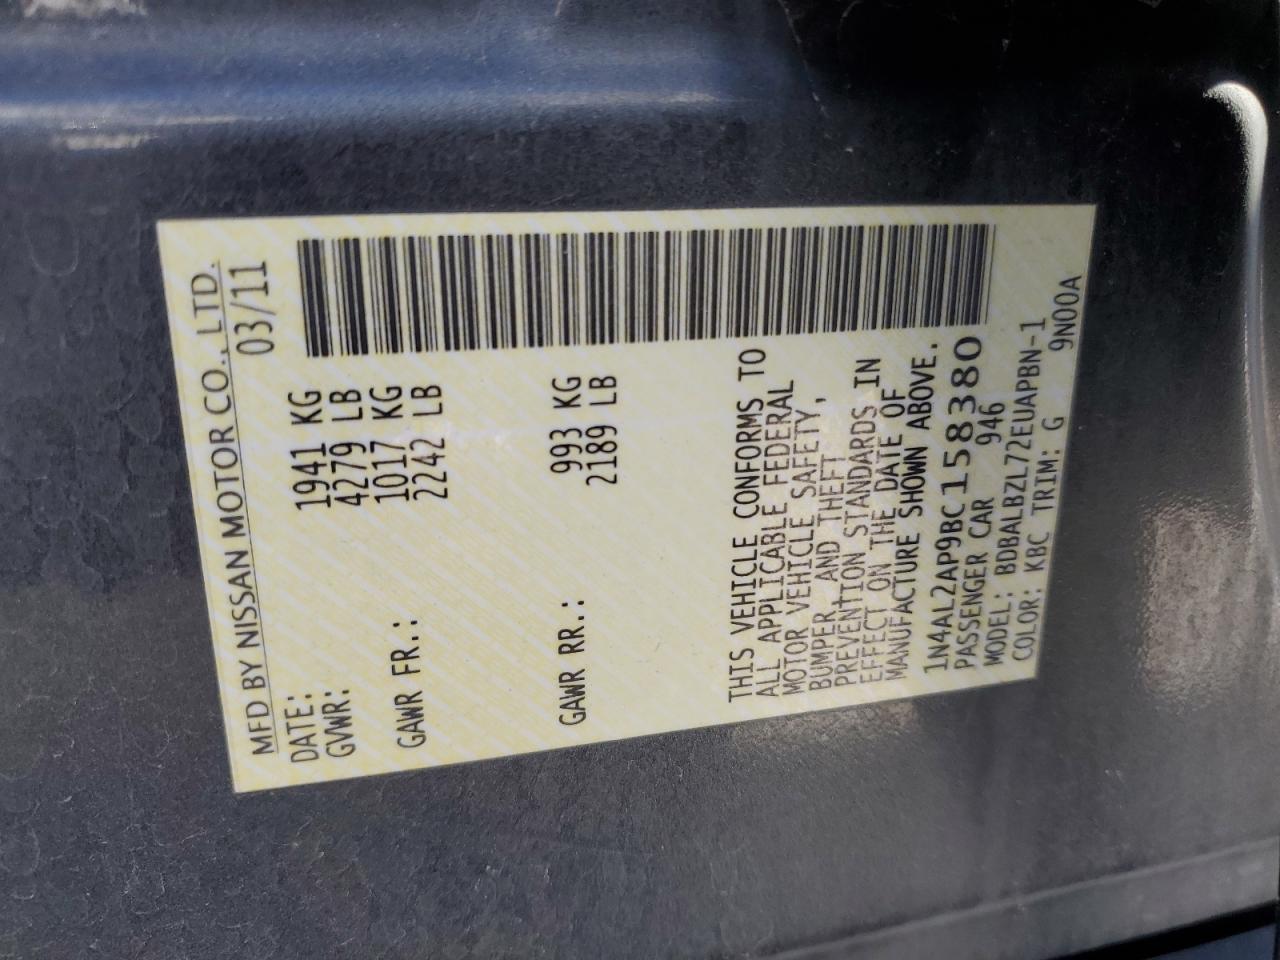 MFD BY NISSAN MOTOR CO., LTD.
DATE: 03/11
GVWR: 1941 KG
4279 LB
GAWR FR.: 1017 KG
2242 LB
GAWR RR.: 993 KG
2189 LB
THIS VEHICLE CONFORMS TO
ALL APPLICABLE FEDERAL
MOTOR VEHICLE SAFETY,
BUMPER, AND THEFT
PREVENTION STANDARDS IN
EFFECT ON THE DATE OF
MANUFACTURE SHOWN ABOVE.
1N4AL2AP9BC158380
PASSENGER CAR 946
MODEL: BDBALBZL72EUAPBN-1
COLOR: KBC TRIM: G 9N00A